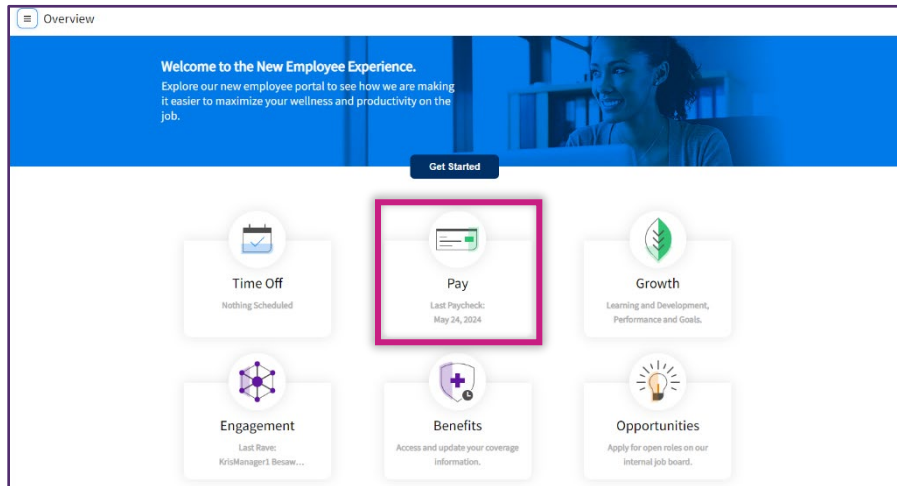 Overview
Welcome to the New Employee Experience.
Explore our new employee portal to see how we are making
it easier to maximize your wellness and productivity on the
job.
Get Started
Time Off
Nothing Scheduled
Pay
Last Paycheck:
May 24, 2024
Growth
Learning and Development,
Performance and Goals.
Engagement
Last Rave:
KrisManager1 Besaw...
Benefits
Access and update your coverage
information.
Opportunities
Apply for open roles on our
internal job board.